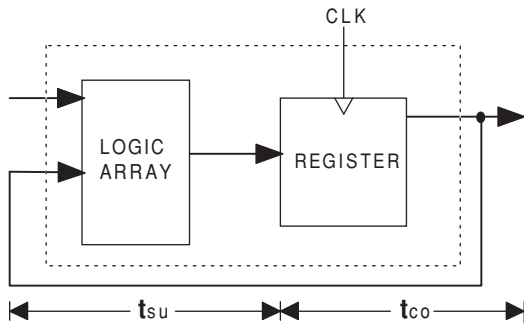 CLK
LOGIC
ARRAY
REGISTER
tsu
tco